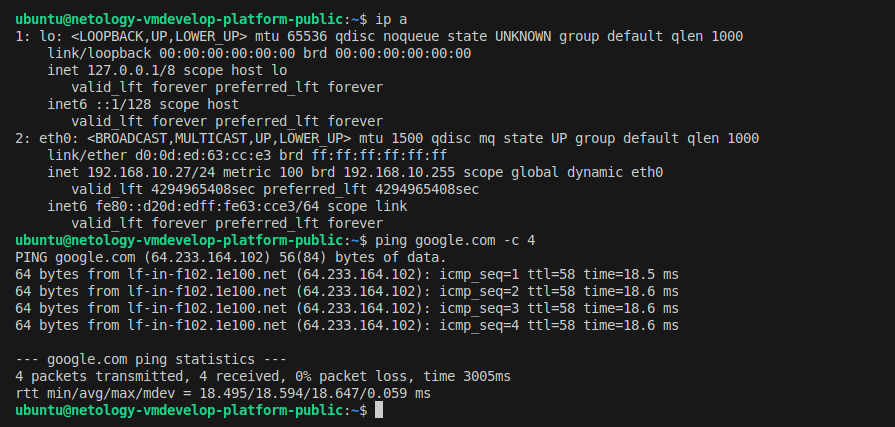 ubuntu@netology-vmdevelop-platform-public:~$ ip a
1: lo: <LOOPBACK,UP,LOWER_UP> mtu 65536 qdisc noqueue state UNKNOWN group default qlen 1000
    link/loopback 00:00:00:00:00:00 brd 00:00:00:00:00:00
    inet 127.0.0.1/8 scope host lo
       valid_lft forever preferred_lft forever
    inet6 ::1/128 scope host
       valid_lft forever preferred_lft forever
2: eth0: <BROADCAST,MULTICAST,UP,LOWER_UP> mtu 1500 qdisc mq state UP group default qlen 1000
    link/ether d0:0d:ed:63:cc:e3 brd ff:ff:ff:ff:ff:ff
    inet 192.168.10.27/24 metric 100 brd 192.168.10.255 scope global dynamic eth0
       valid_lft 4294965408sec preferred_lft 4294965408sec
    inet6 fe80::d20d:edff:fe63:cce3/64 scope link
       valid_lft forever preferred_lft forever
ubuntu@netology-vmdevelop-platform-public:~$ ping google.com -c 4
PING google.com (64.233.164.102) 56(84) bytes of data.
64 bytes from lf-in-f102.1e100.net (64.233.164.102): icmp_seq=1 ttl=58 time=18.5 ms
64 bytes from lf-in-f102.1e100.net (64.233.164.102): icmp_seq=2 ttl=58 time=18.6 ms
64 bytes from lf-in-f102.1e100.net (64.233.164.102): icmp_seq=3 ttl=58 time=18.6 ms
64 bytes from lf-in-f102.1e100.net (64.233.164.102): icmp_seq=4 ttl=58 time=18.6 ms

--- google.com ping statistics ---
4 packets transmitted, 4 received, 0% packet loss, time 3005ms
rtt min/avg/max/mdev = 18.495/18.594/18.647/0.059 ms
ubuntu@netology-vmdevelop-platform-public:~$